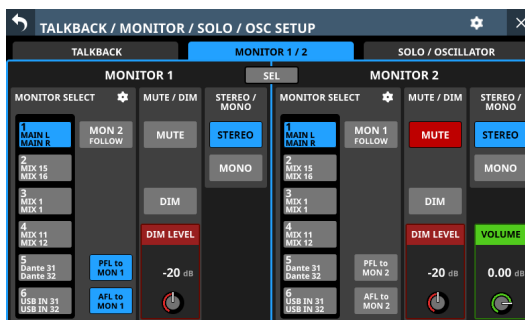 TALKBACK / MONITOR / SOLO / OSC SETUP
TALKBACK
MONITOR 1 / 2
SOLO / OSCILLATOR
MONITOR 1
SEL
MONITOR 2
MONITOR SELECT
MUTE / DIM
STEREO /
MONO
MONITOR SELECT
MUTE / DIM
STEREO /
MONO
1
MAIN L
MAIN R
MON 2
FOLLOW
MUTE
STEREO
1
MAIN L
MAIN R
MON 1
FOLLOW
MUTE
STEREO
2
MIX 15
MIX 16
MONO
2
MIX 15
MIX 16
MONO
3
MIX 1
MIX 1
DIM
3
MIX 1
MIX 1
DIM
4
MIX 11
MIX 12
DIM LEVEL
4
MIX 11
MIX 12
DIM LEVEL
VOLUME
5
Dante 31
Dante 32
PFL to
MON 1
-20 dB
5
Dante 31
Dante 32
PFL to
MON 2
-20 dB
0.00 dB
6
USB IN 31
USB IN 32
AFL to
MON 1
6
USB IN 31
USB IN 32
AFL to
MON 2